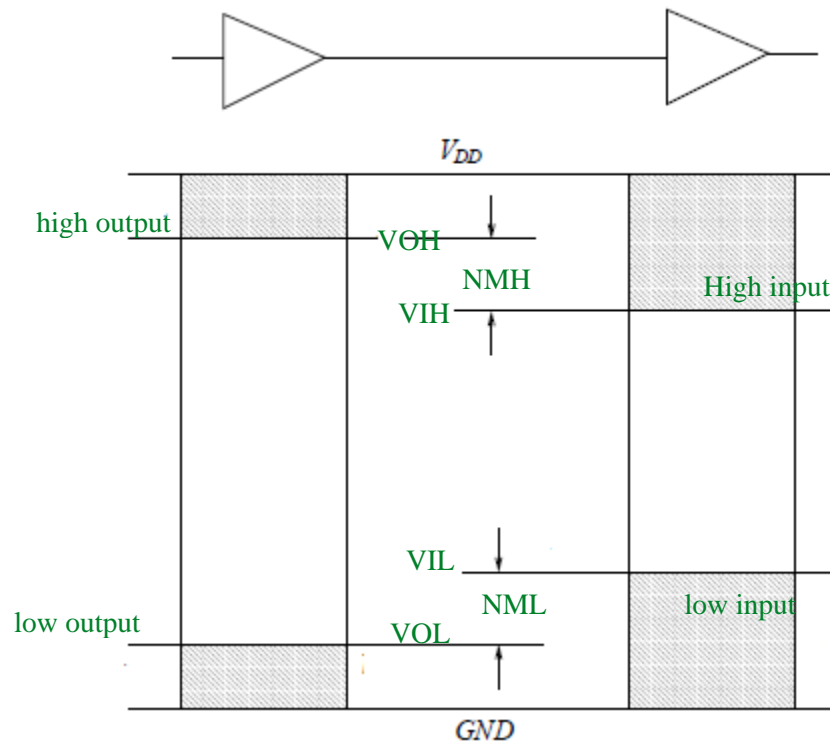 VDD
high output
VOH
NMH
High input
VIH
VIL
NML
low input
low output
VOL
GND